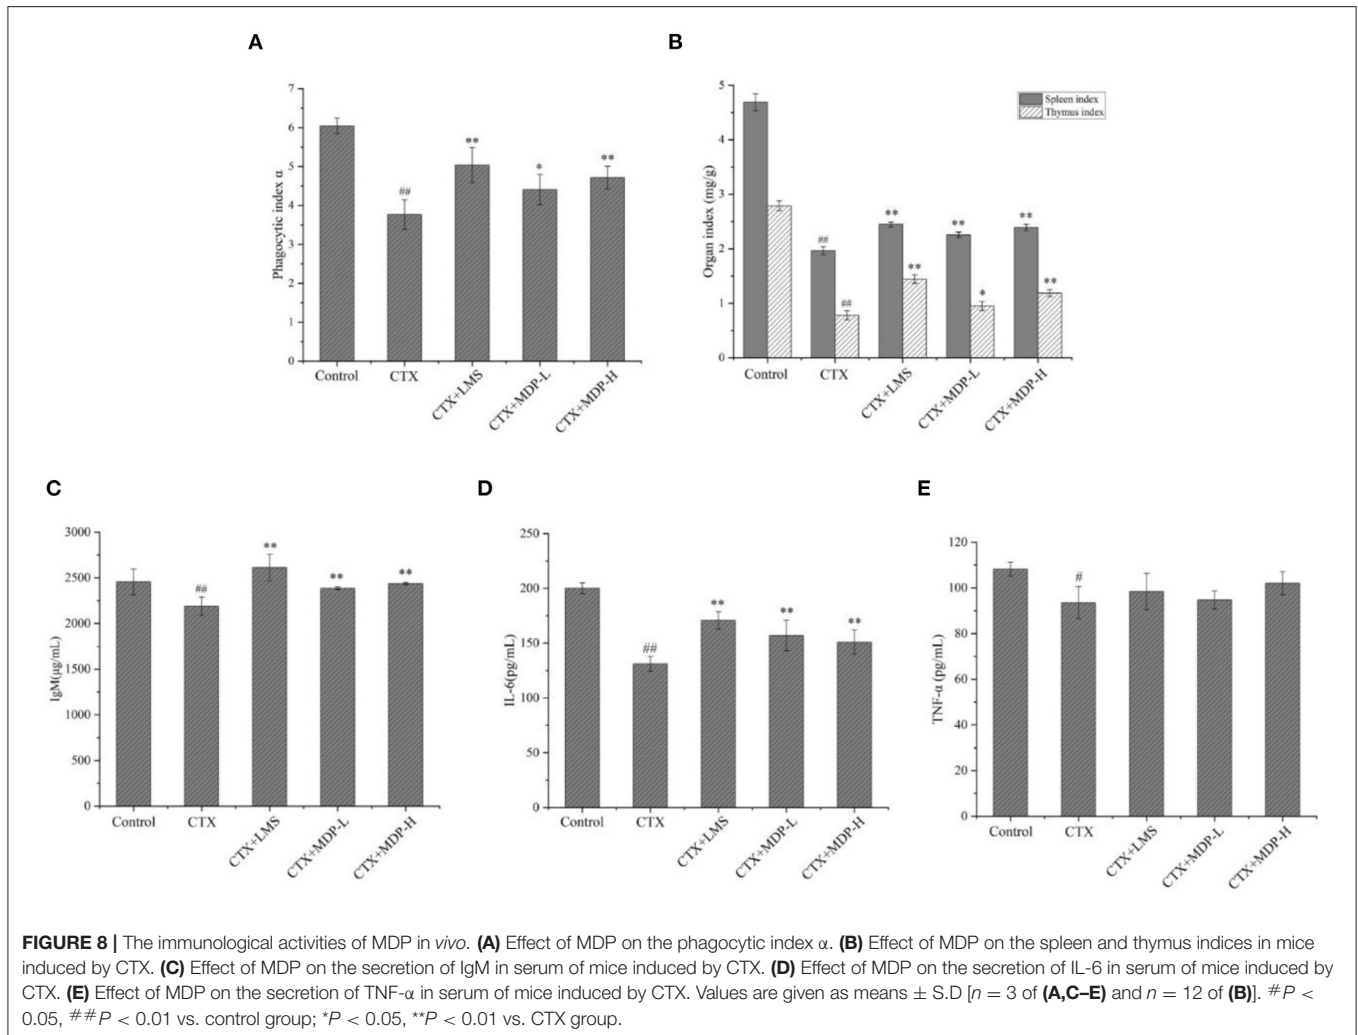 A
Phagocytic index α
7
6
5
4
3
2
1
0
##
**
*
**
Control
CTX
CTX+LMS
CTX+MDP-L
CTX+MDP-H
B
Organ index (mg/g)
5
4
3
2
1
0
Spleen index
Thymus index
##
##
**
**
**
*
**
**
Control
CTX
CTX+LMS
CTX+MDP-L
CTX+MDP-H
C
IgM(μg/mL)
3000
2500
2000
1500
1000
500
0
##
**
**
**
Control
CTX
CTX+LMS
CTX+MDP-L
CTX+MDP-H
D
IL-6(pg/mL)
250
200
150
100
50
0
##
**
**
**
Control
CTX
CTX+LMS
CTX+MDP-L
CTX+MDP-H
E
TNF-α (pg/mL)
120
100
80
60
40
20
0
#
Control
CTX
CTX+LMS
CTX+MDP-L
CTX+MDP-H
FIGURE 8 | The immunological activities of MDP in vivo. (A) Effect of MDP on the phagocytic index α. (B) Effect of MDP on the spleen and thymus indices in mice
induced by CTX. (C) Effect of MDP on the secretion of IgM in serum of mice induced by CTX. (D) Effect of MDP on the secretion of IL-6 in serum of mice induced by
CTX. (E) Effect of MDP on the secretion of TNF-α in serum of mice induced by CTX. Values are given as means ± S.D [n = 3 of (A,C–E) and n = 12 of (B)]. #P <
0.05, ##P < 0.01 vs. control group; *P < 0.05, **P < 0.01 vs. CTX group.